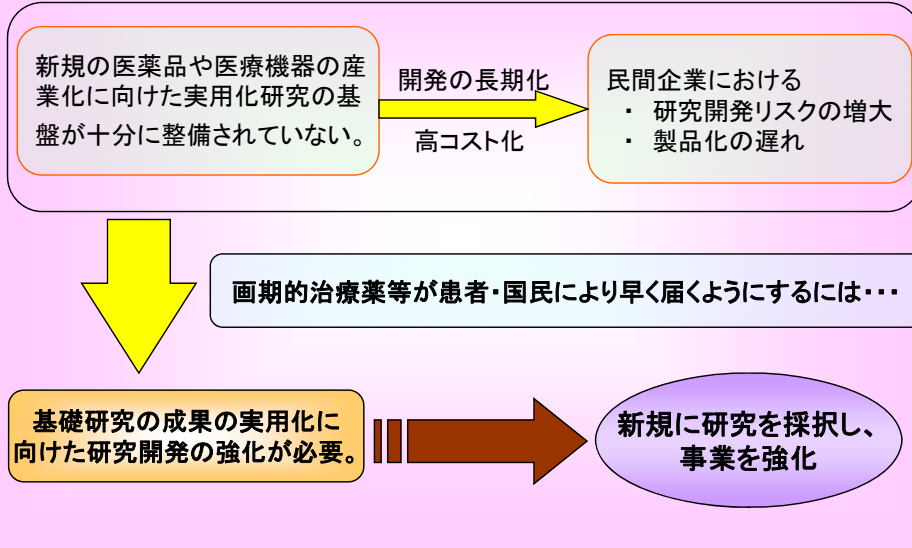 新規の医薬品や医療機器の産
業化に向けた実用化研究の基
盤が十分に整備されていない。
開発の長期化
高コスト化
民間企業における
・ 研究開発リスクの増大
・ 製品化の遅れ
画期的治療薬等が患者・国民により早く届くようにするには・・・
基礎研究の成果の実用化に
向けた研究開発の強化が必要。
新規に研究を採択し、
事業を強化